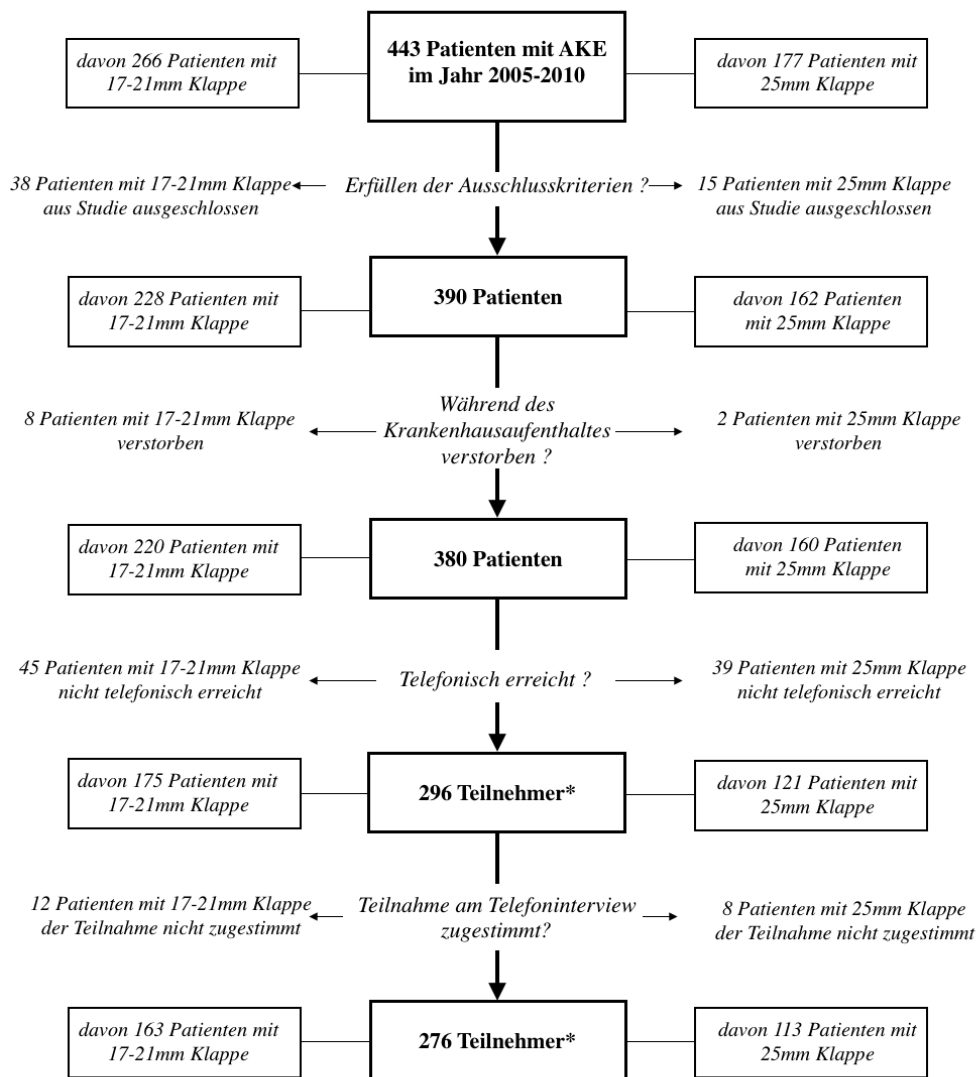 davon 266 Patienten mit
17-21mm Klappe
443 Patienten mit AKE
im Jahr 2005-2010
davon 177 Patienten mit
25mm Klappe
38 Patienten mit 17-21mm Klappe
aus Studie ausgeschlossen
Erfüllen der Ausschlusskriterien ?
15 Patienten mit 25mm Klappe
aus Studie ausgeschlossen
davon 228 Patienten mit
17-21mm Klappe
390 Patienten
davon 162 Patienten
mit 25mm Klappe
8 Patienten mit 17-21mm Klappe
verstorben
Während des
Krankenhausaufenthaltes
verstorben ?
2 Patienten mit 25mm Klappe
verstorben
davon 220 Patienten mit
17-21mm Klappe
380 Patienten
davon 160 Patienten
mit 25mm Klappe
45 Patienten mit 17-21mm Klappe
nicht telefonisch erreicht
Telefonisch erreicht ?
39 Patienten mit 25mm Klappe
nicht telefonisch erreicht
davon 175 Patienten mit
17-21mm Klappe
296 Teilnehmer*
davon 121 Patienten mit
25mm Klappe
12 Patienten mit 17-21mm Klappe
der Teilnahme nicht zugestimmt
Teilnahme am Telefoninterview
zugestimmt?
8 Patienten mit 25mm Klappe
der Teilnahme nicht zugestimmt
davon 163 Patienten mit
17-21mm Klappe
276 Teilnehmer*
davon 113 Patienten mit
25mm Klappe